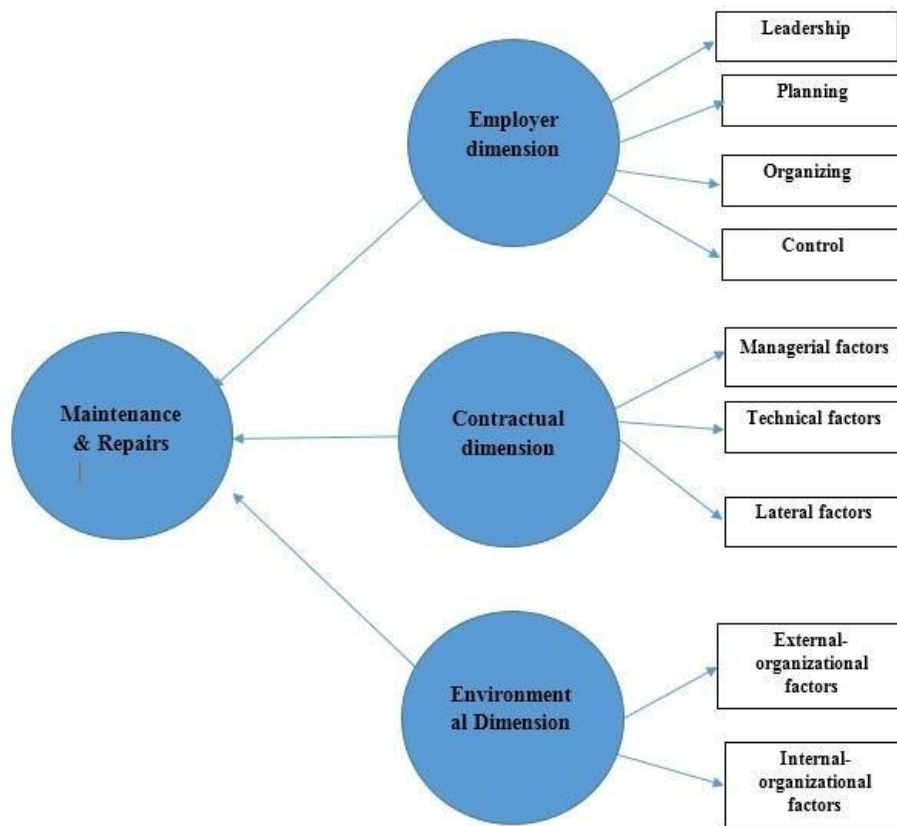 Leadership
Planning
Employer
dimension
Organizing
Control
Managerial factors
Maintenance
& Repairs
Contractual
dimension
Technical factors
Lateral factors
External-
organizational
factors
Environment
al Dimension
Internal-
organizational
factors